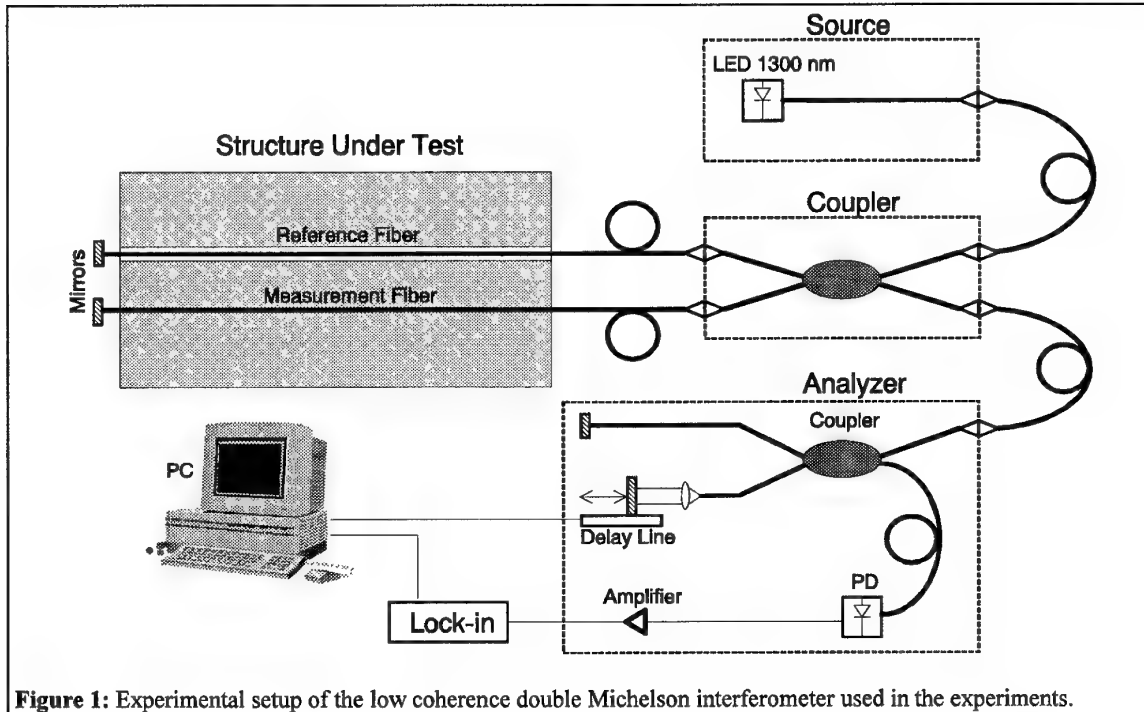 Source
LED 1300 nm
Structure Under Test
Coupler
Reference Fiber
Mirrors
Measurement Fiber
Analyzer
Coupler
PC
Delay Line
PD
Amplifier
Lock-in
Figure 1: Experimental setup of the low coherence double Michelson interferometer used in the experiments.